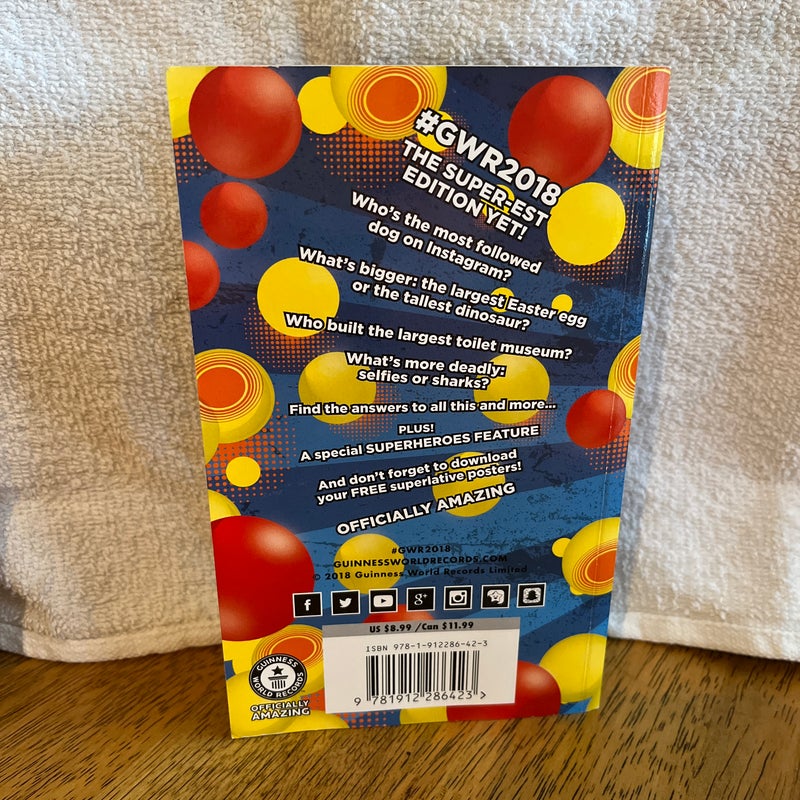 #GWR2018
THE SUPER-EST
EDITION YET!
Who's the most followed
dog on Instagram?
What's bigger: the largest Easter egg
or the tallest dinosaur?
Who built the largest toilet museum?
What's more deadly:
selfies or sharks?
Find the answers to all this and more...
PLUS!
A special SUPERHEROES FEATURE
And don't forget to download
your FREE superlative posters!
OFFICIALLY AMAZING
#GWR2018
GUINNESSWORLDRECORDS.COM
© 2018 Guinness World Records Limited
f g+
US $8.99 /Can $11.99
ISBN 978-1-912286-42-3
9 781912 286423 >
GUINNESS
WORLD RECORDS
OFFICIALLY
AMAZING